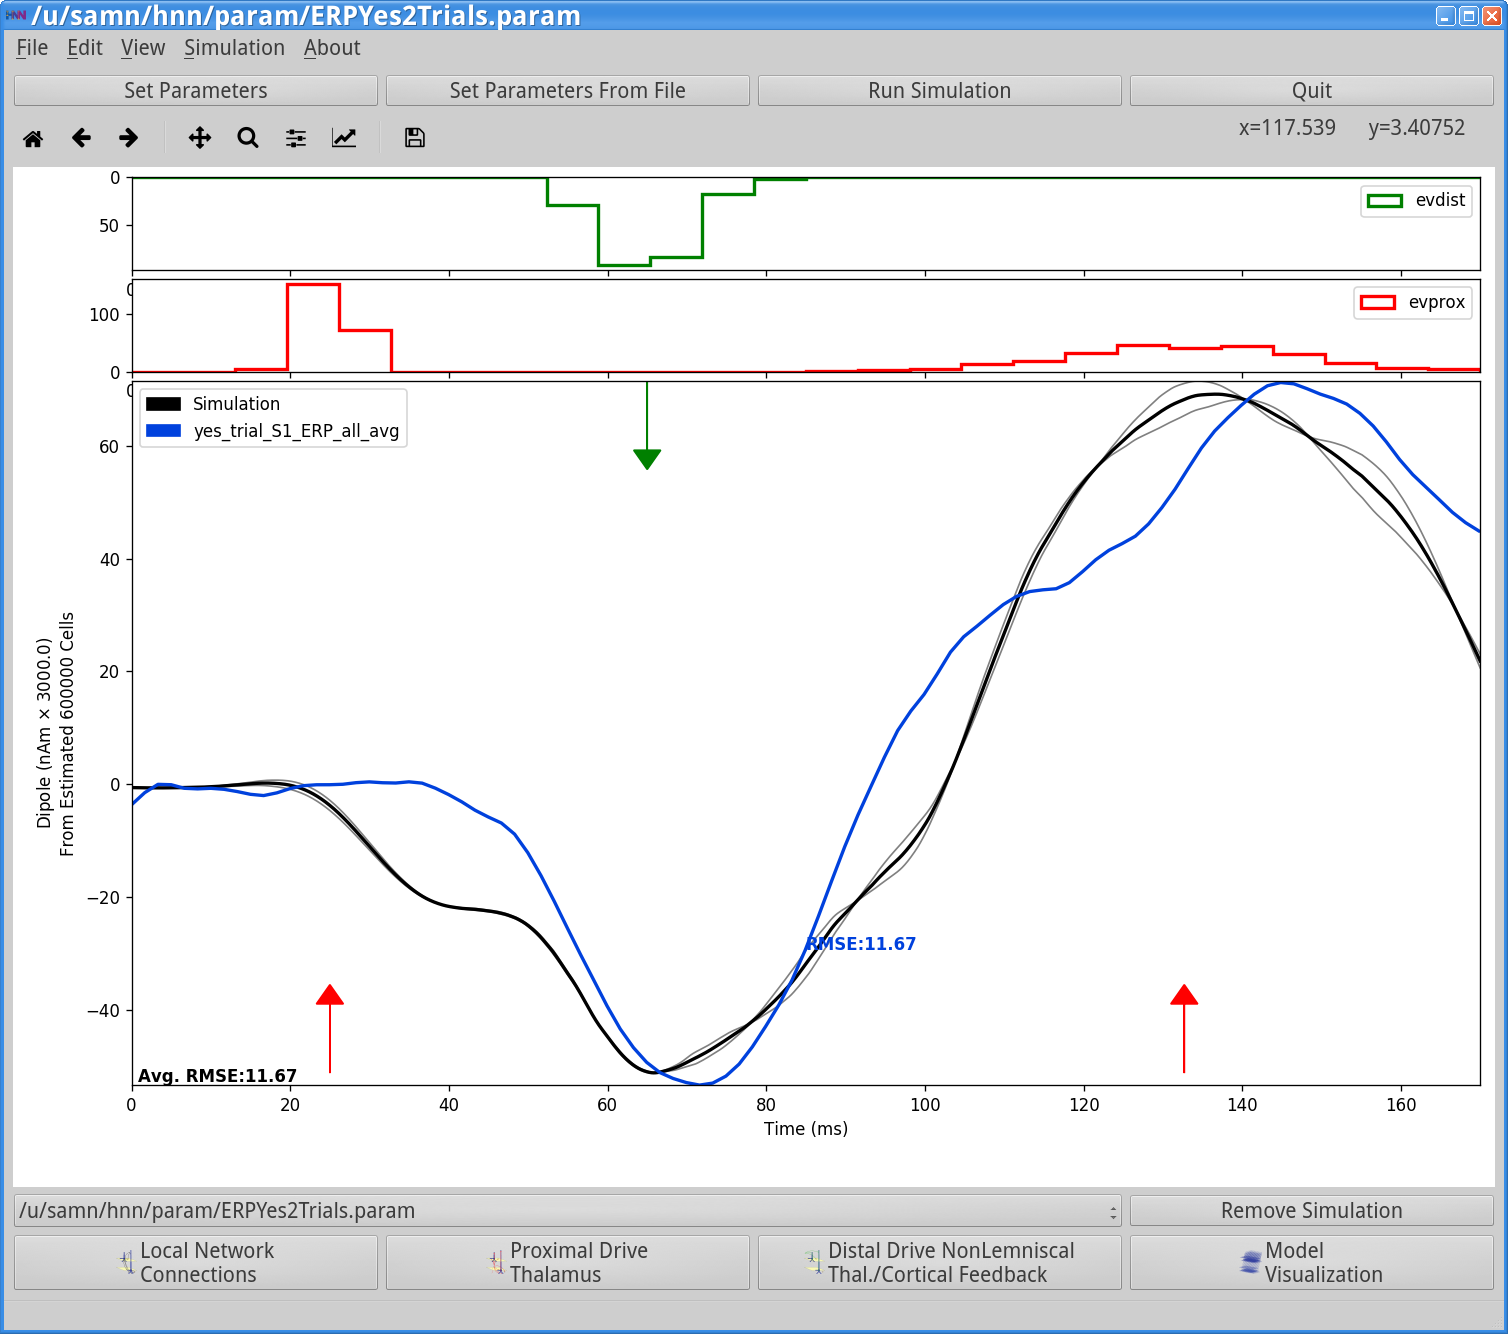 HNN /u/samn/hnn/param/ERPYes2Trials.param
File Edit View Simulation About
Set Parameters Set Parameters From File Run Simulation Quit
x=117.539 y=3.40752
0
50
evdist
0
100
0
evprox
0
Simulation
yes_trial_S1_ERP_all_avg
60
40
20
0
−20
−40
Dipole (nAm × 3000.0)
From Estimated 600000 Cells
RMSE:11.67
Avg. RMSE:11.67
0 20 40 60 80 100 120 140 160
Time (ms)
/u/samn/hnn/param/ERPYes2Trials.param
Remove Simulation
Local Network
Connections
Proximal Drive
Thalamus
Distal Drive NonLemniscal
Thal./Cortical Feedback
Model
Visualization